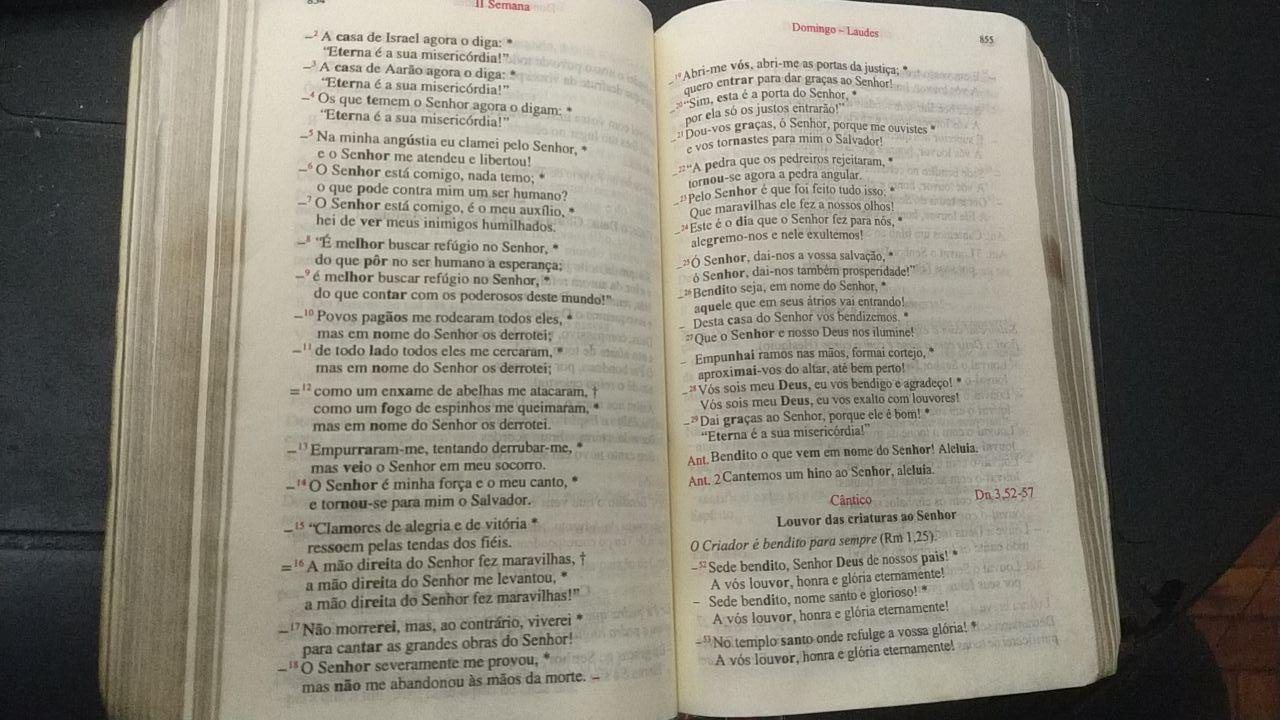 854
II Semana
–² A casa de Israel agora o diga: *
“Eterna é a sua misericórdia!”
–³ A casa de Aarão agora o diga: *
“Eterna é a sua misericórdia!”
–⁴ Os que temem o Senhor agora o digam: *
“Eterna é a sua misericórdia!”
–⁵ Na minha angústia eu clamei pelo Senhor, *
e o Senhor me atendeu e libertou!
–⁶ O Senhor está comigo, nada temo; *
o que pode contra mim um ser humano?
–⁷ O Senhor está comigo, é o meu auxílio, *
hei de ver meus inimigos humilhados.
–⁸ “É melhor buscar refúgio no Senhor, *
do que pôr no ser humano a esperança;
–⁹ é melhor buscar refúgio no Senhor, *
do que contar com os poderosos deste mundo!”
–¹⁰ Povos pagãos me rodearam todos eles, *
mas em nome do Senhor os derrotei;
–¹¹ de todo lado todos eles me cercaram, *
mas em nome do Senhor os derrotei;
=¹² como um enxame de abelhas me atacaram, †
como um fogo de espinhos me queimaram, *
mas em nome do Senhor os derrotei.
–¹³ Empurraram-me, tentando derrubar-me, *
mas veio o Senhor em meu socorro.
–¹⁴ O Senhor é minha força e o meu canto, *
e tornou-se para mim o Salvador.
–¹⁵ “Clamores de alegria e de vitória *
ressoem pelas tendas dos fiéis.
=¹⁶ A mão direita do Senhor fez maravilhas, †
a mão direita do Senhor me levantou, *
a mão direita do Senhor fez maravilhas!”
–¹⁷ Não morrerei, mas, ao contrário, viverei *
para cantar as grandes obras do Senhor!
–¹⁸ O Senhor severamente me provou, *
mas não me abandonou às mãos da morte. –
Domingo – Laudes
855
–¹⁹ Abri-me vós, abri-me as portas da justiça; *
quero entrar para dar graças ao Senhor!
–²⁰ “Sim, esta é a porta do Senhor, *
por ela só os justos entrarão!”
–²¹ Dou-vos graças, ó Senhor, porque me ouvistes *
e vos tornastes para mim o Salvador!
–²² “A pedra que os pedreiros rejeitaram, *
tornou-se agora a pedra angular.
–²³ Pelo Senhor é que foi feito tudo isso: *
Que maravilhas ele fez a nossos olhos!
–²⁴ Este é o dia que o Senhor fez para nós, *
alegremo-nos e nele exultemos!
–²⁵ Ó Senhor, dai-nos a vossa salvação, *
ó Senhor, dai-nos também prosperidade!”
–²⁶ Bendito seja, em nome do Senhor, *
aquele que em seus átrios vai entrando!
– Desta casa do Senhor vos bendizemos. *
²⁷ Que o Senhor e nosso Deus nos ilumine!
– Empunhai ramos nas mãos, formai cortejo, *
aproximai-vos do altar, até bem perto!
–²⁸ Vós sois meu Deus, eu vos bendigo e agradeço! *
Vós sois meu Deus, eu vos exalto com louvores!
–²⁹ Dai graças ao Senhor, porque ele é bom! *
“Eterna é a sua misericórdia!”
Ant. Bendito o que vem em nome do Senhor! Aleluia.
Ant. 2 Cantemos um hino ao Senhor, aleluia.
Cântico Dn 3,52-57
Louvor das criaturas ao Senhor
O Criador é bendito para sempre (Rm 1,25).
–⁵² Sede bendito, Senhor Deus de nossos pais! *
A vós louvor, honra e glória eternamente!
– Sede bendito, nome santo e glorioso! *
A vós louvor, honra e glória eternamente!
–⁵³ No templo santo onde refulge a vossa glória! *
A vós louvor, honra e glória eternamente!